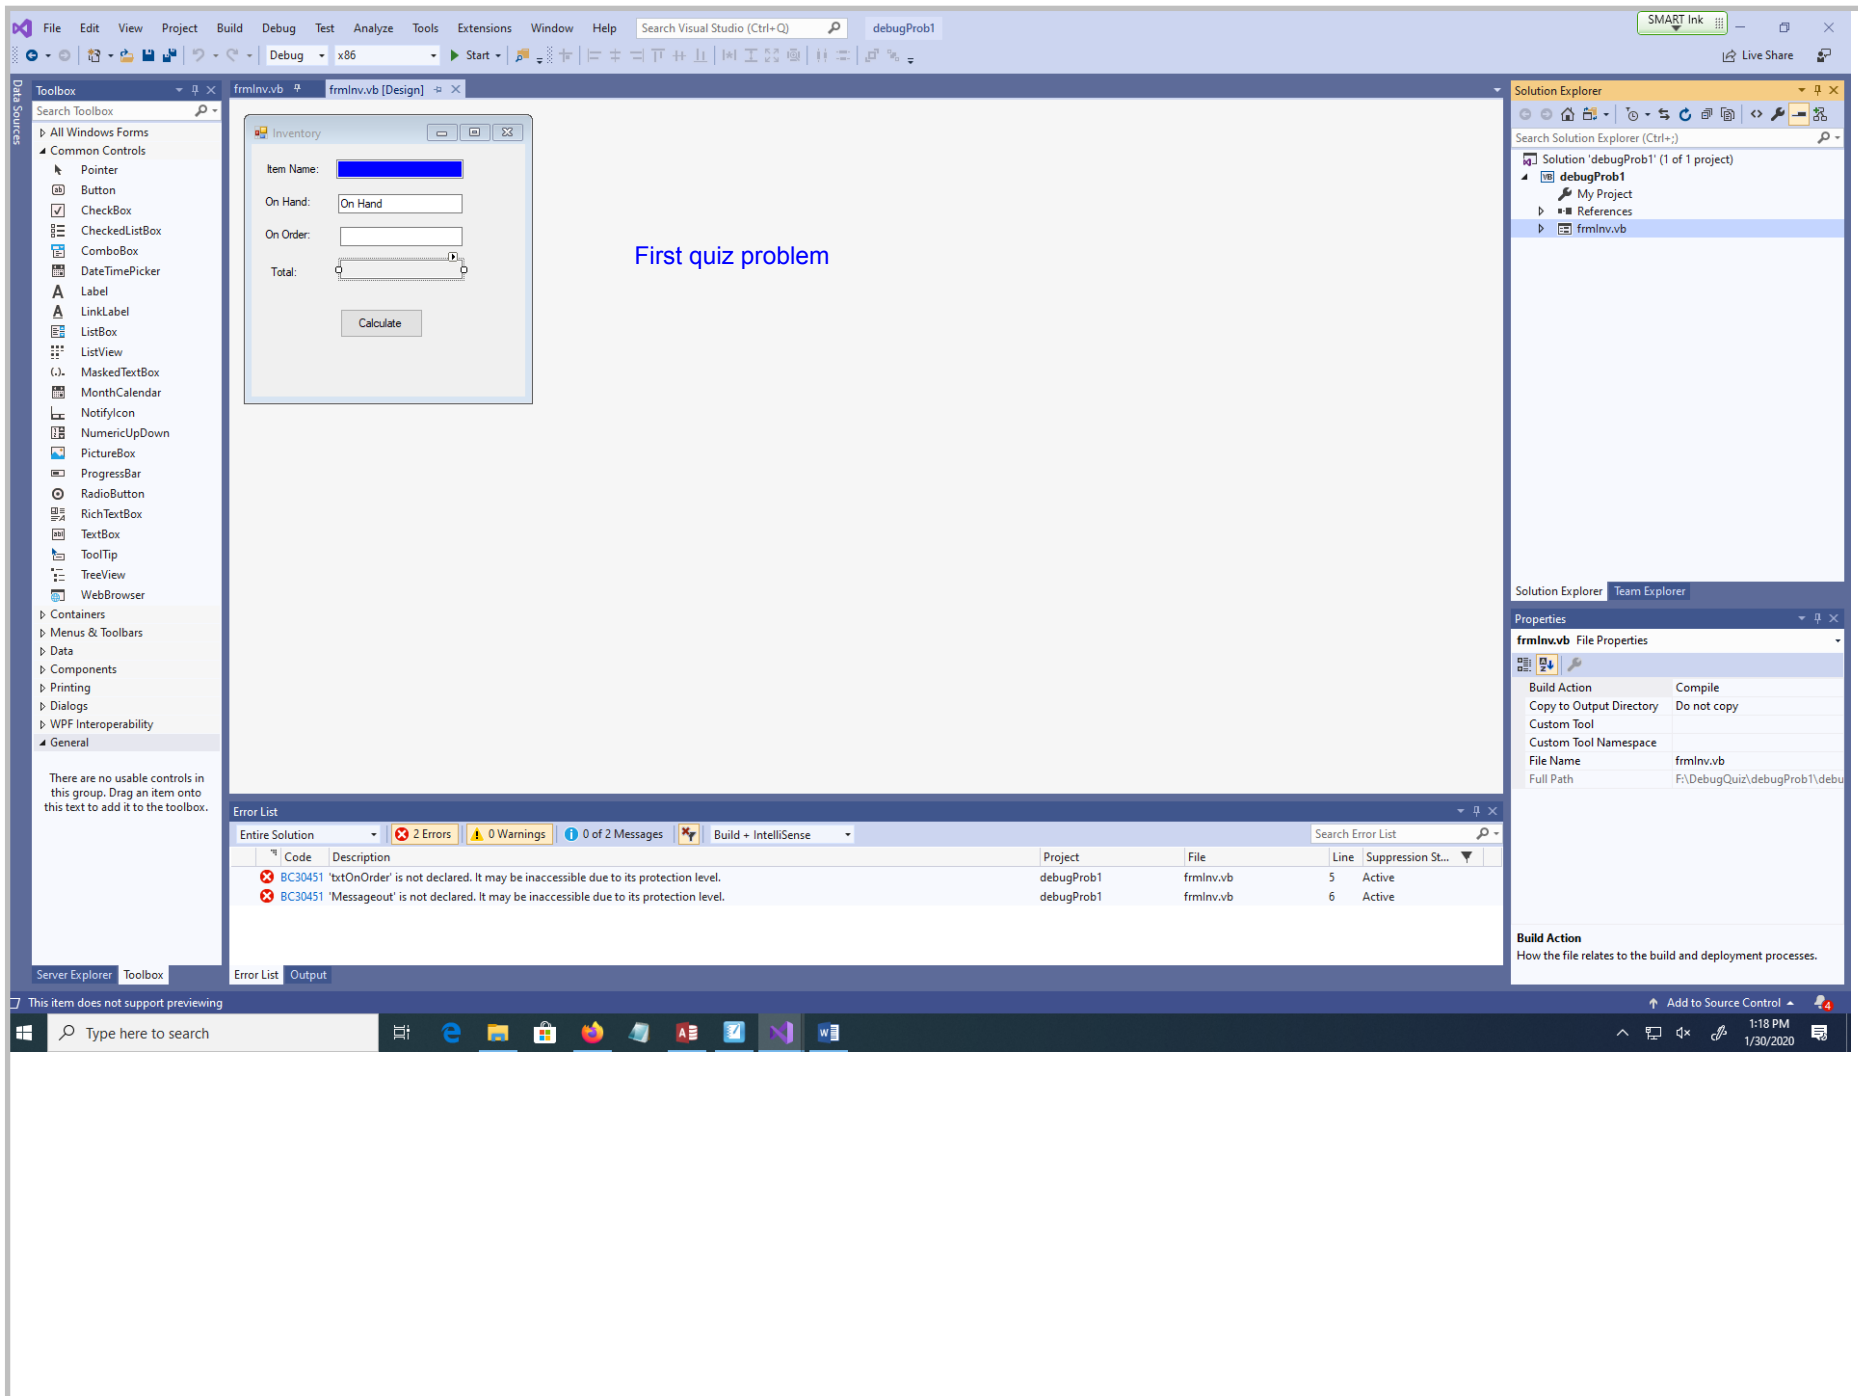 SMART Ink
File Edit View Project Build Debug Test Analyze Tools Extensions Window Help Search Visual Studio (Ctrl+Q) debugProb1
Debug x86 Start Live Share
Data Sources
Toolbox
Search Toolbox
All Windows Forms
Common Controls
Pointer
Button
CheckBox
CheckedListBox
ComboBox
DateTimePicker
Label
LinkLabel
ListBox
ListView
MaskedTextBox
MonthCalendar
NotifyIcon
NumericUpDown
PictureBox
ProgressBar
RadioButton
RichTextBox
TextBox
ToolTip
TreeView
WebBrowser
Containers
Menus & Toolbars
Data
Components
Printing
Dialogs
WPF Interoperability
General
There are no usable controls in
this group. Drag an item onto
this text to add it to the toolbox.
Server Explorer Toolbox
frmInv.vb frmInv.vb [Design]
Inventory
Item Name:
On Hand: On Hand
On Order:
Total:
Calculate
First quiz problem
Error List
Entire Solution 2 Errors 0 Warnings 0 of 2 Messages Build + IntelliSense Search Error List
Code Description Project File Line Suppression St...
BC30451 'txtOnOrder' is not declared. It may be inaccessible due to its protection level. debugProb1 frmInv.vb 5 Active
BC30451 'Messageout' is not declared. It may be inaccessible due to its protection level. debugProb1 frmInv.vb 6 Active
Error List Output
Solution Explorer
Search Solution Explorer (Ctrl+;)
Solution 'debugProb1' (1 of 1 project)
debugProb1
My Project
References
frmInv.vb
Solution Explorer Team Explorer
Properties
frmInv.vb File Properties
Build Action Compile
Copy to Output Directory Do not copy
Custom Tool
Custom Tool Namespace
File Name frmInv.vb
Full Path F:\DebugQuiz\debugProb1\debu
Build Action
How the file relates to the build and deployment processes.
This item does not support previewing Add to Source Control 4
Type here to search 1:18 PM
1/30/2020